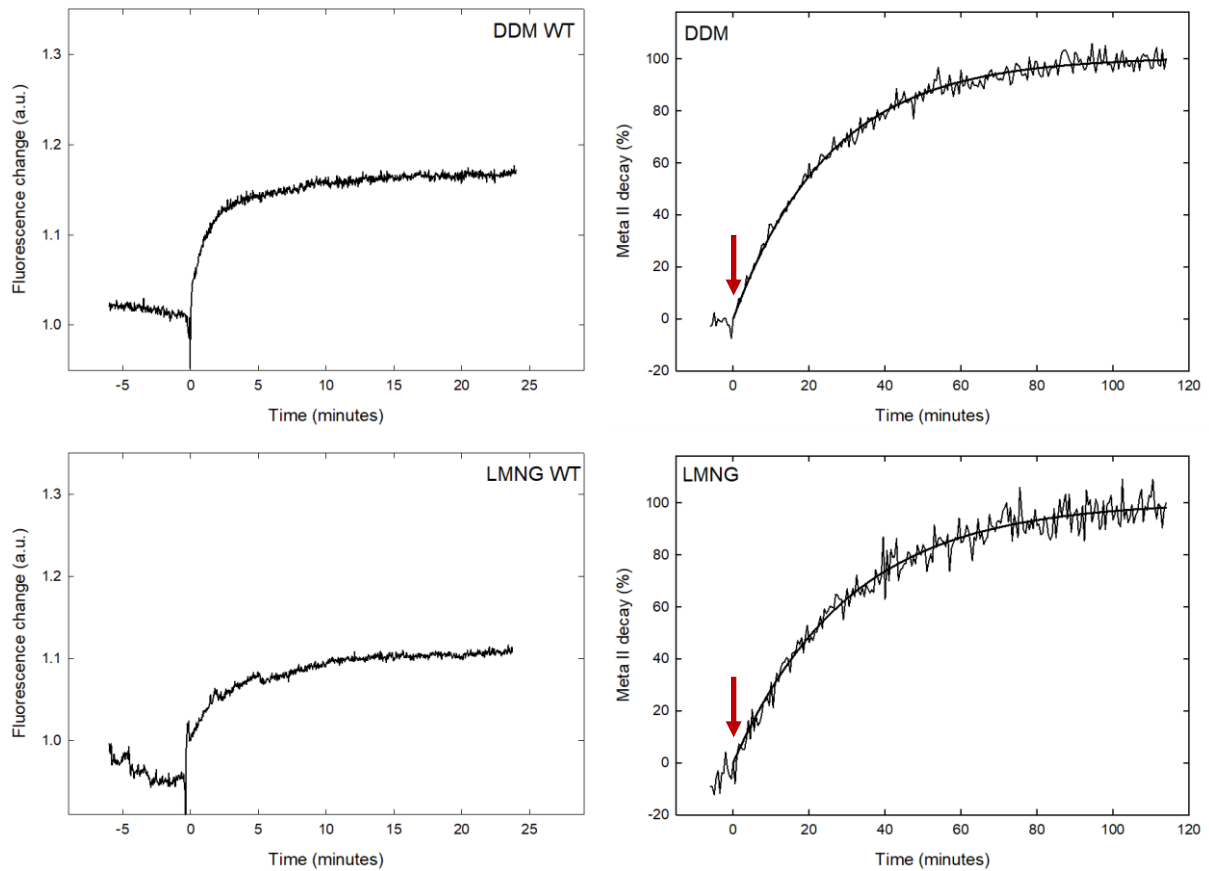 DDM WT
Fluorescence change (a.u.)
1.3
1.2
1.1
1.0
-5 0 5 10 15 20 25
Time (minutes)
DDM
Meta II decay (%)
100
80
60
40
20
0
-20
0 20 40 60 80 100 120
Time (minutes)
LMNG WT
Fluorescence change (a.u.)
1.3
1.2
1.1
1.0
-5 0 5 10 15 20 25
Time (minutes)
LMNG
Meta II decay (%)
100
80
60
40
20
0
-20
0 20 40 60 80 100 120
Time (minutes)